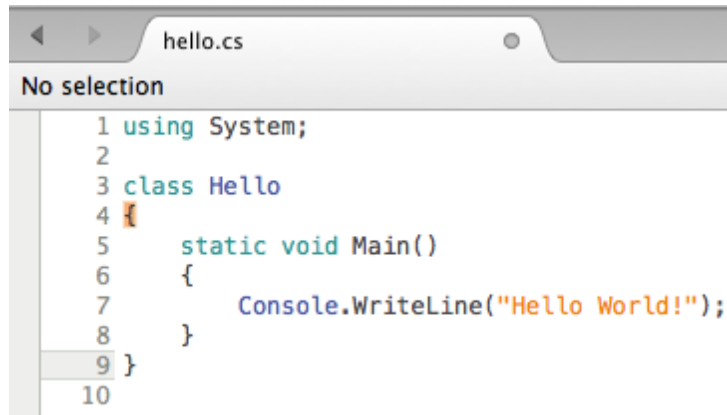 hello.cs
No selection
1 using System;
2
3 class Hello
4 {
5     static void Main()
6     {
7         Console.WriteLine("Hello World!");
8     }
9 }
10